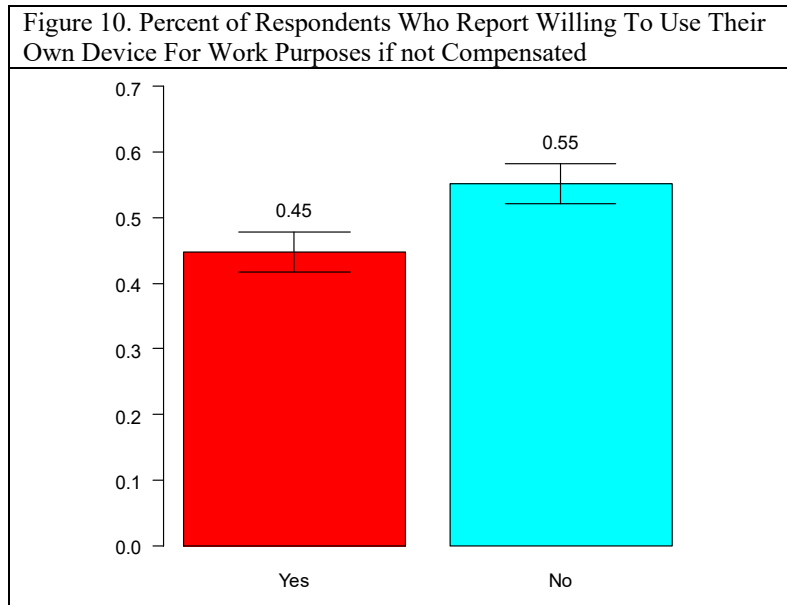 Figure 10. Percent of Respondents Who Report Willing To Use Their
Own Device For Work Purposes if not Compensated
0.7
0.6
0.5
0.4
0.3
0.2
0.1
0.0
0.45
0.55
Yes
No